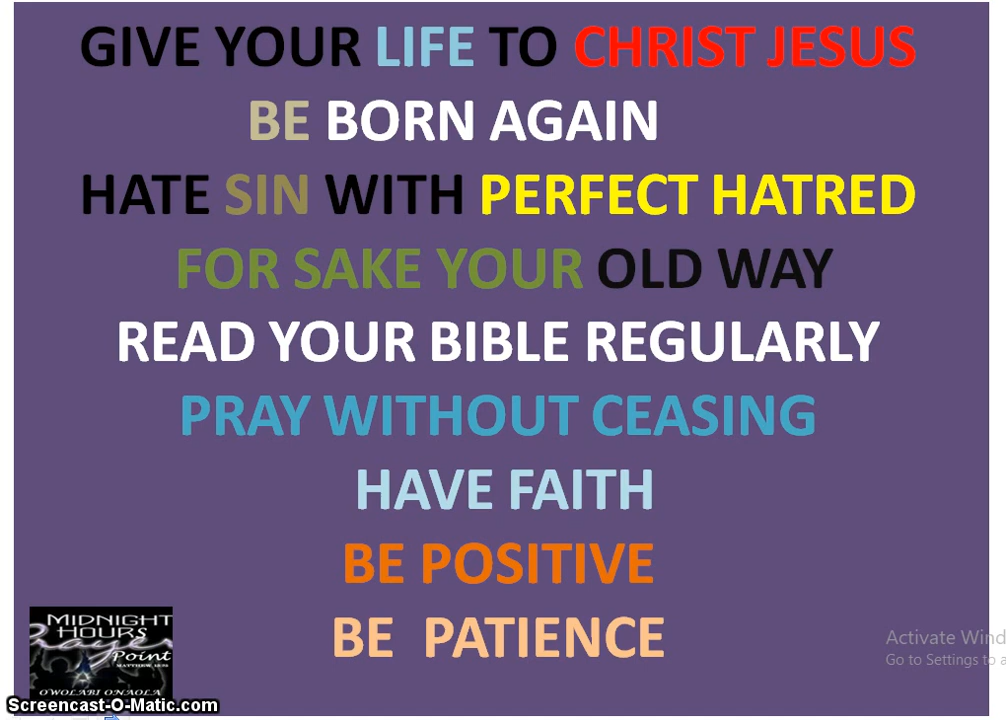 GIVE YOUR LIFE TO CHRIST JESUS
BE BORN AGAIN
HATE SIN WITH PERFECT HATRED
FOR SAKE YOUR OLD WAY
READ YOUR BIBLE REGULARLY
PRAY WITHOUT CEASING
HAVE FAITH
BE POSITIVE
BE PATIENCE
MIDNIGHT
HOURS
Prayer
Point
OWOLABI ONAOLA
Activate Wind
Go to Settings to a
Screencast-O-Matic.com